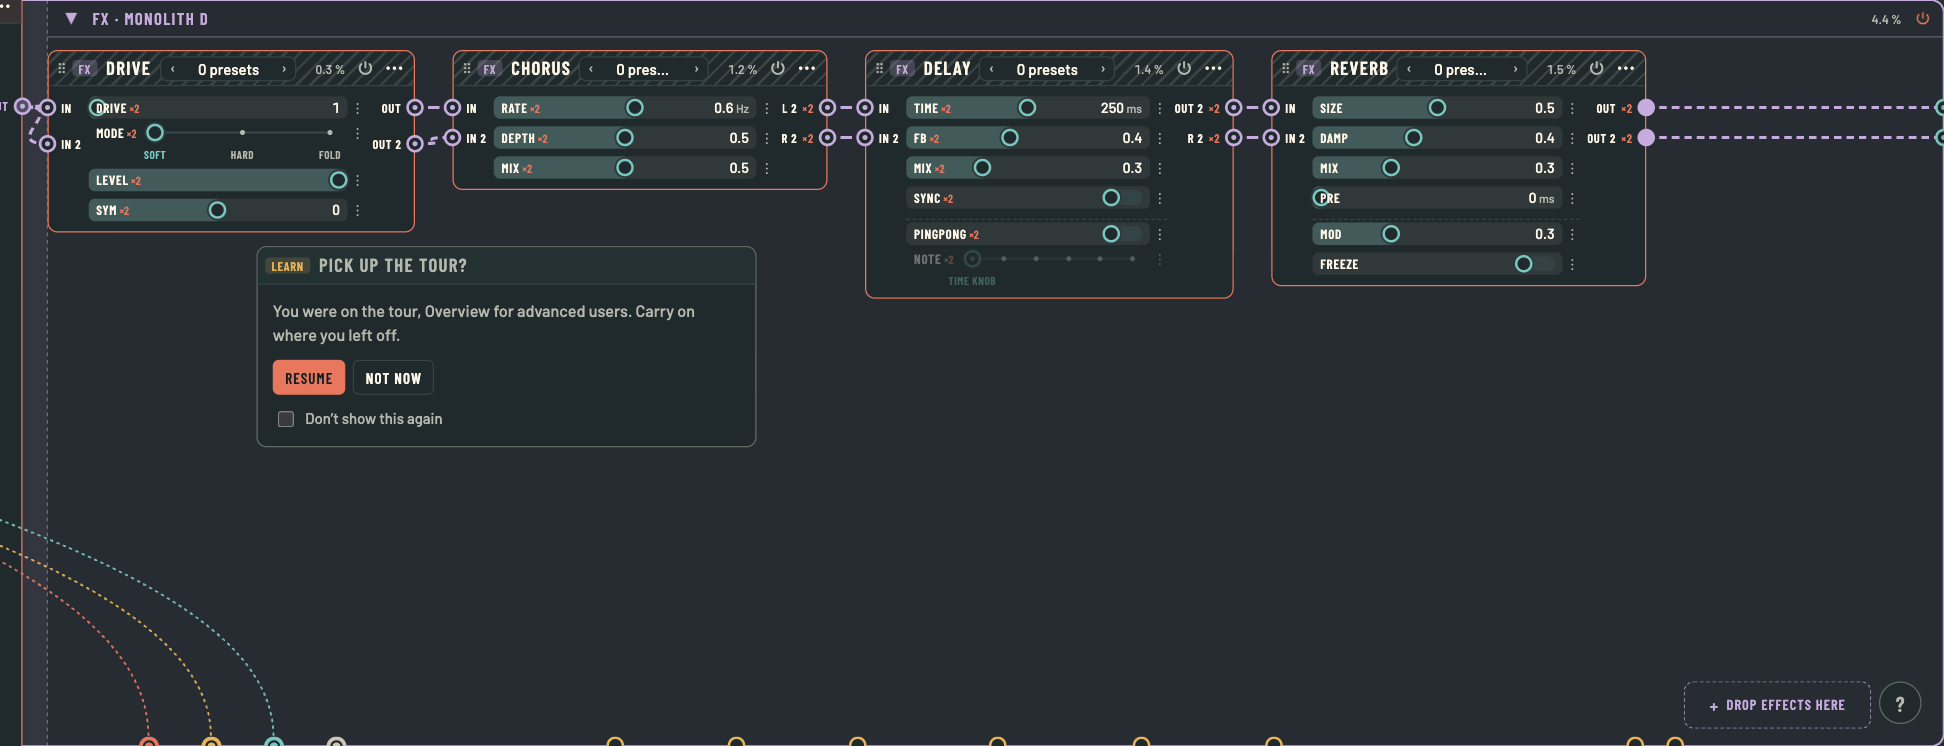 FX · MONOLITH D
4.4 %
FX DRIVE ‹ 0 presets › 0.3 %
IN DRIVE ×2 1 OUT
MODE ×2
IN 2 OUT 2
SOFT HARD FOLD
LEVEL ×2
SYM ×2 0
FX CHORUS ‹ 0 pres... › 1.2 %
IN RATE ×2 0.6 Hz L 2 ×2
IN 2 DEPTH ×2 0.5 R 2 ×2
MIX ×2 0.5
FX DELAY ‹ 0 presets › 1.4 %
IN TIME ×2 250 ms OUT 2 ×2
IN 2 FB ×2 0.4 R 2 ×2
MIX ×2 0.3
SYNC ×2
PINGPONG ×2
NOTE ×2
TIME KNOB
FX REVERB ‹ 0 pres... › 1.5 %
IN SIZE 0.5 OUT ×2
IN 2 DAMP 0.4 OUT 2 ×2
MIX 0.3
PRE 0 ms
MOD 0.3
FREEZE
LEARN PICK UP THE TOUR?
You were on the tour, Overview for advanced users. Carry on
where you left off.
RESUME NOT NOW
Don't show this again
+ DROP EFFECTS HERE ?